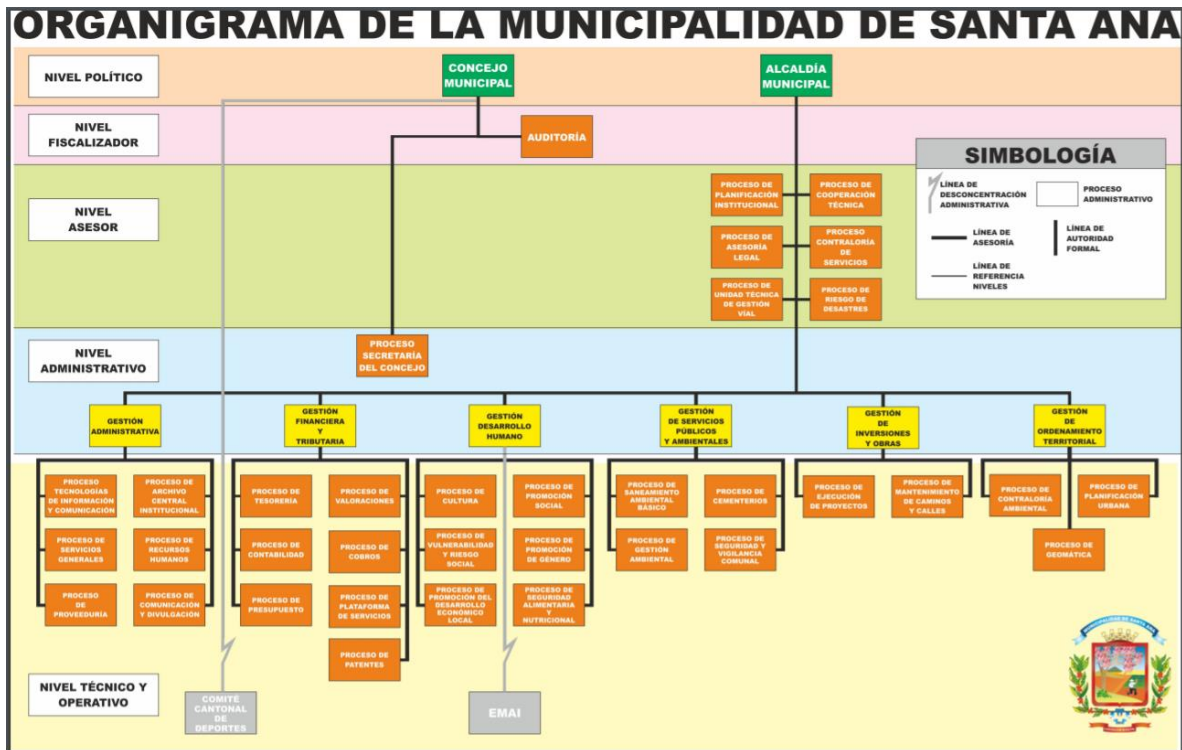 ORGANIGRAMA DE LA MUNICIPALIDAD DE SANTA ANA
NIVEL POLÍTICO
CONCEJO
MUNICIPAL
ALCALDÍA
MUNICIPAL
NIVEL
FISCALIZADOR
AUDITORÍA
SIMBOLOGÍA
LÍNEA DE
DESCONCENTRACIÓN
ADMINISTRATIVA
PROCESO
ADMINISTRATIVO
LÍNEA DE
ASESORÍA
LÍNEA DE
AUTORIDAD
FORMAL
LÍNEA DE
REFERENCIA
NIVELES
NIVEL
ASESOR
PROCESO DE
PLANIFICACIÓN
INSTITUCIONAL
PROCESO DE
COOPERACIÓN
TÉCNICA
PROCESO DE
ASESORÍA
LEGAL
PROCESO
CONTRALORÍA
DE
SERVICIOS
PROCESO DE
UNIDAD TÉCNICA
DE GESTIÓN
VÍAL
PROCESO DE
RIESGO DE
DESASTRES
NIVEL
ADMINISTRATIVO
PROCESO
SECRETARÍA
DEL CONCEJO
GESTIÓN
ADMINISTRATIVA
GESTIÓN
FINANCIERA
Y
TRIBUTARIA
GESTIÓN
DESARROLLO
HUMANO
GESTIÓN
DE SERVICIOS
PÚBLICOS
Y AMBIENTALES
GESTIÓN
DE
INVERSIONES
Y OBRAS
GESTIÓN
DE
ORDENAMIENTO
TERRITORIAL
PROCESO
TECNOLOGÍAS
DE INFORMACIÓN
Y COMUNICACIÓN
PROCESO DE
ARCHIVO
CENTRAL
INSTITUCIONAL
PROCESO DE
SERVICIOS
GENERALES
PROCESO DE
RECURSOS
HUMANOS
PROCESO
DE
PROVEEDURÍA
PROCESO DE
COMUNICACIÓN
Y DIVULGACIÓN
PROCESO DE
TESORERÍA
PROCESO DE
VALORACIONES
PROCESO DE
CONTABILIDAD
PROCESO DE
COBROS
PROCESO DE
PRESUPUESTO
PROCESO DE
PLATAFORMA
DE SERVICIOS
PROCESO DE
PATENTES
PROCESO DE
CULTURA
PROCESO DE
PROMOCIÓN
SOCIAL
PROCESO DE
VULNERABILIDAD
Y RIESGO
SOCIAL
PROCESO DE
PROMOCIÓN
DE GÉNERO
PROCESO DE
PROMOCIÓN DEL
DESARROLLO
ECONÓMICO
LOCAL
PROCESO DE
SEGURIDAD
ALIMENTARIA
Y
NUTRICIONAL
PROCESO DE
SANEAMIENTO
AMBIENTAL
BÁSICO
PROCESO DE
CEMENTERIOS
PROCESO DE
GESTIÓN
AMBIENTAL
PROCESO DE
SEGURIDAD Y
VIGILANCIA
COMUNAL
PROCESO DE
EJECUCIÓN
DE PROYECTOS
PROCESO DE
MANTENIMIENTO
DE CAMINOS
Y CALLES
PROCESO DE
CONTRALORÍA
AMBIENTAL
PROCESO DE
PLANIFICACIÓN
URBANA
PROCESO DE
GEOMÁTICA
NIVEL TÉCNICO Y
OPERATIVO
COMITÉ
CANTONAL
DE
DEPORTES
EMAI
MUNICIPALIDAD DE SANTA ANA